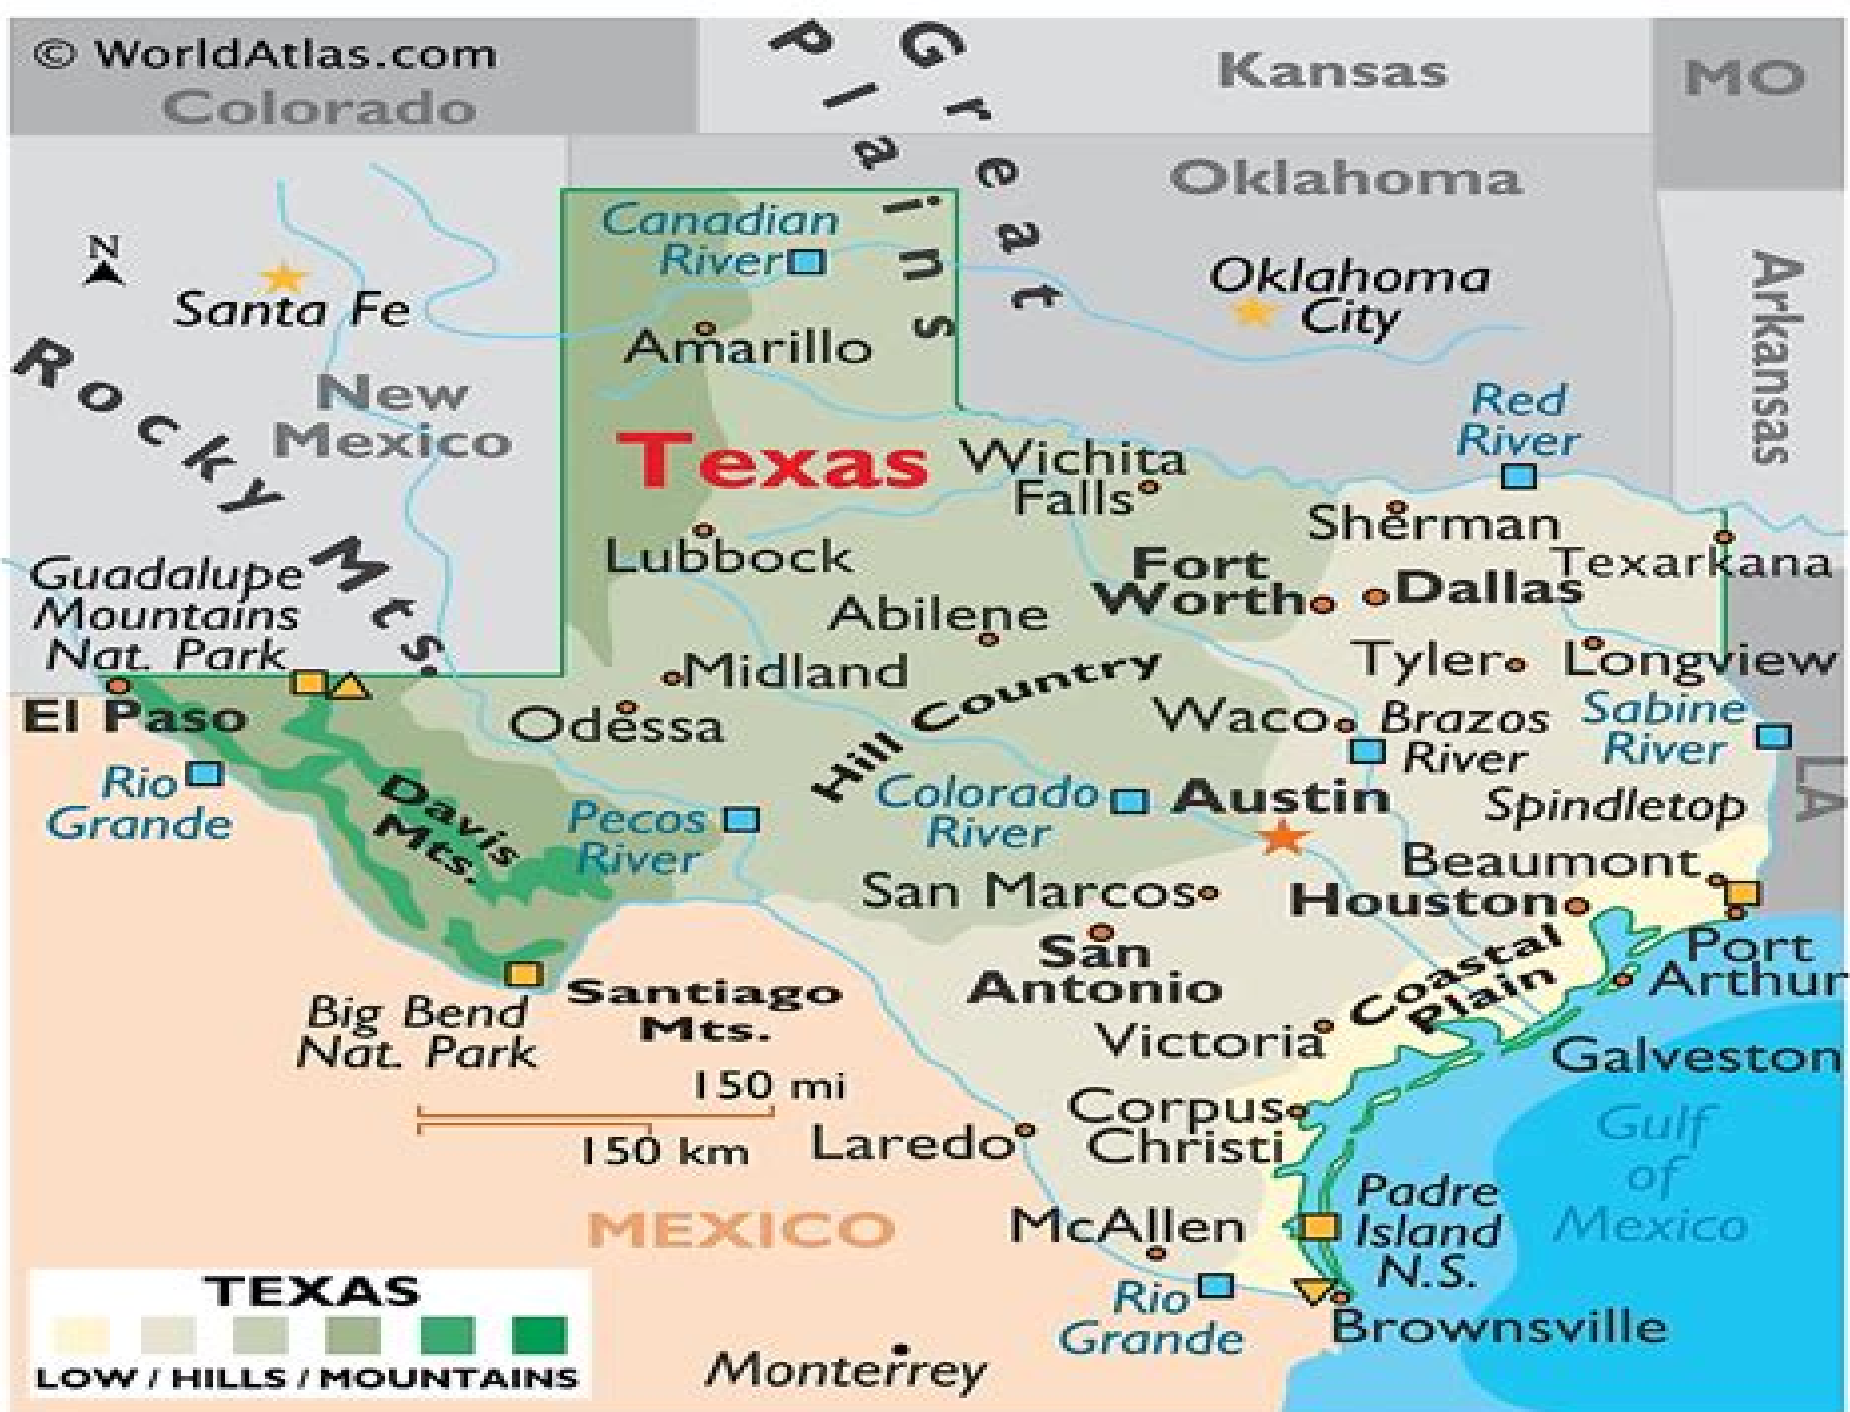 © WorldAtlas.com
Colorado
Great
Plains
Kansas
MO
Oklahoma
Arkansas
N
Santa Fe
Canadian
River
Oklahoma
City
Amarillo
Rocky Mts.
New
Mexico
Texas
Wichita
Falls
Red
River
Sherman
Texarkana
Lubbock
Fort
Worth
Dallas
Guadalupe
Mountains
Nat. Park
Abilene
Midland
Tyler
Longview
El Paso
Odessa
Hill Country
Waco
Brazos
River
Sabine
River
LA
Rio
Grande
Davis
Mts.
Pecos
River
Colorado
River
Austin
Spindletop
Beaumont
San Marcos
Houston
San
Antonio
Coastal
Plain
Port
Arthur
Big Bend
Nat. Park
Santiago
Mts.
Victoria
Galveston
150 mi
150 km
Laredo
Corpus
Christi
Gulf
of
Mexico
MEXICO
McAllen
Padre
Island
N.S.
Rio
Grande
Brownsville
Monterrey
TEXAS
LOW / HILLS / MOUNTAINS